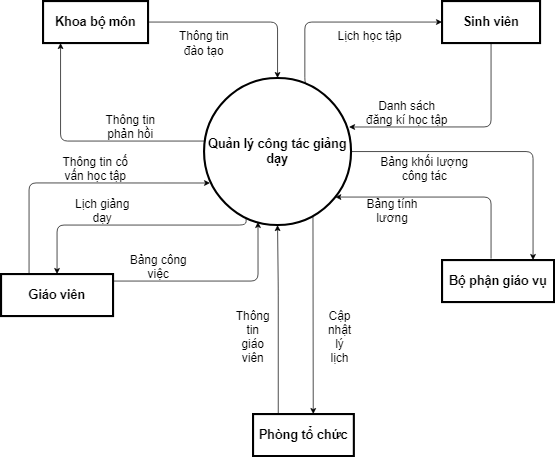 Khoa bộ môn
Thông tin
đảo tạo
Lịch học tập
Sinh viên
Thông tin
phản hồi
Danh sách
đăng kí học tập
Quản lý công tác giảng
dạy
Thông tin cố
vấn học tập
Bảng khối lượng
công tác
Lịch giảng
dạy
Bảng tính
lương
Bảng công
việc
Giáo viên
Bộ phận giáo vụ
Thông
tin
giáo
viên
Cập
nhật
lý
lịch
Phòng tổ chức